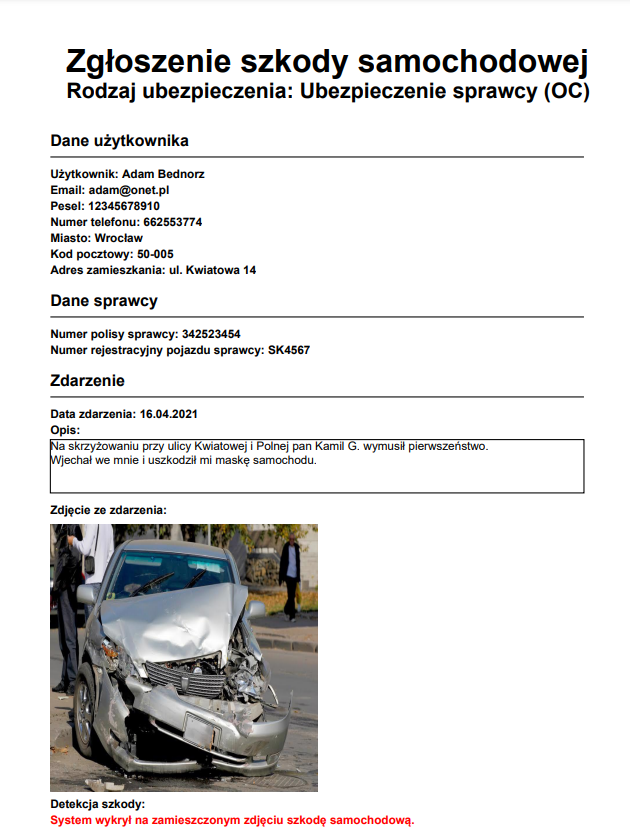 Zgłoszenie szkody samochodowej
Rodzaj ubezpieczenia: Ubezpieczenie sprawcy (OC)
Dane użytkownika
Użytkownik: Adam Bednorz
Email: adam@onet.pl
Pesel: 12345678910
Numer telefonu: 662553774
Miasto: Wrocław
Kod pocztowy: 50-005
Adres zamieszkania: ul. Kwiatowa 14
Dane sprawcy
Numer polisy sprawcy: 342523454
Numer rejestracyjny pojazdu sprawcy: SK4567
Zdarzenie
Data zdarzenia: 16.04.2021
Opis:
Na skrzyżowaniu przy ulicy Kwiatowej i Polnej pan Kamil G. wymusił pierwszeństwo.
Wjechał we mnie i uszkodził mi maskę samochodu.
Zdjęcie ze zdarzenia:
Detekcja szkody:
System wykrył na zamieszczonym zdjęciu szkodę samochodową.